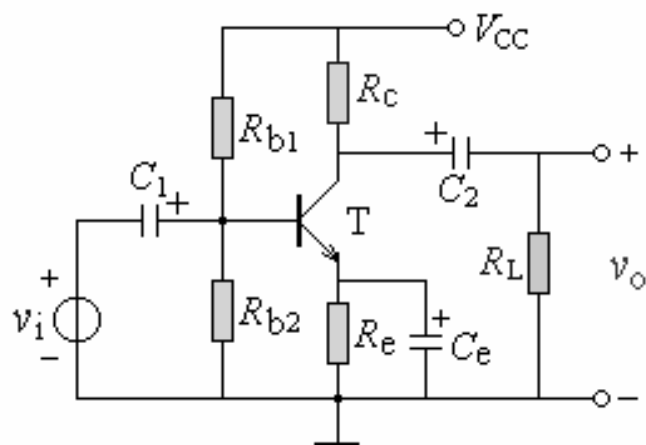 VCC
Rc
Rb1
+
C2
+
C1
+
T
+
vi
−
Rb2
Re
+
Ce
RL
vo
−